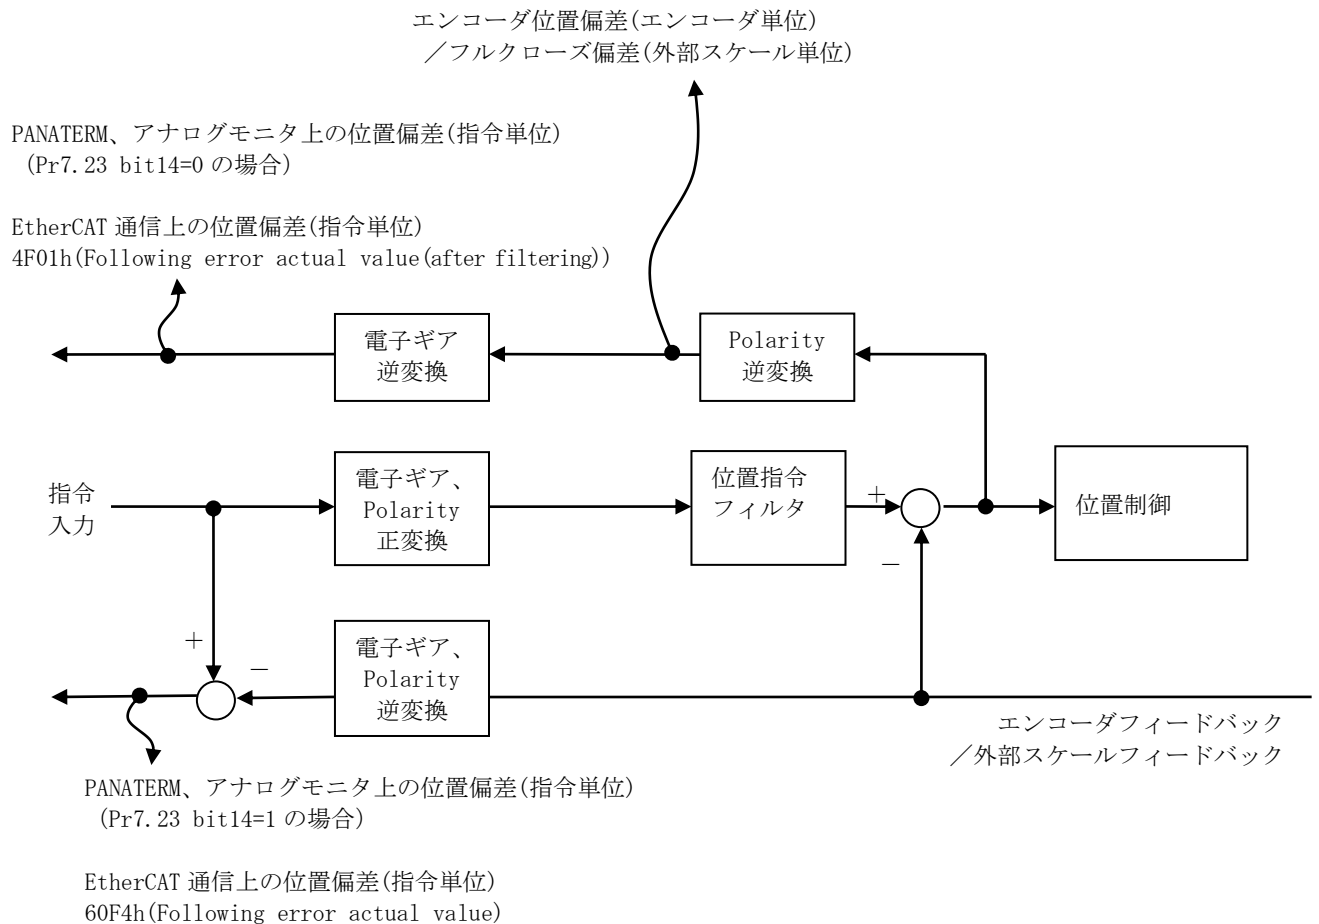 エンコーダ位置偏差(エンコーダ単位)
／フルクローズ偏差(外部スケール単位)
PANATERM、アナログモニタ上の位置偏差(指令単位)
(Pr7.23 bit14=0 の場合)
EtherCAT 通信上の位置偏差(指令単位)
4F01h(Following error actual value(after filtering))
電子ギア
逆変換
Polarity
逆変換
指令
入力
電子ギア、
Polarity
正変換
位置指令
フィルタ
＋
－
位置制御
＋
－
電子ギア、
Polarity
逆変換
エンコーダフィードバック
／外部スケールフィードバック
PANATERM、アナログモニタ上の位置偏差(指令単位)
(Pr7.23 bit14=1 の場合)
EtherCAT 通信上の位置偏差(指令単位)
60F4h(Following error actual value)